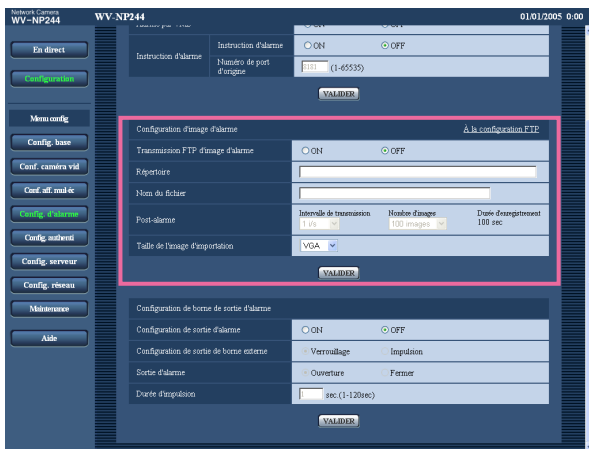 Network Camera
WV-NP244
WV-NP244
01/01/2005 0:00
En direct
Configuration
Menu config
Config. base
Conf. caméra vid
Conf. aff. mul-éc
Config. d'alarme
Config. authenti
Config. serveur
Config. réseau
Maintenance
Aide
ON OFF
Instruction d'alarme
Instruction d'alarme
ON OFF
Numéro de port d'origine
8181 (1-65535)
VALIDER
Configuration d'image d'alarme
À la configuration FTP
Transmission FTP d'image d'alarme
ON OFF
Répertoire
Nom du fichier
Post-alarme
Intervalle de transmission
1 i/s
Nombre d'images
100 images
Durée d'enregistrement
100 sec
Taille de l'image d'importation
VGA
VALIDER
Configuration de borne de sortie d'alarme
Configuration de sortie d'alarme
ON OFF
Configuration de sortie de borne externe
Verrouillage Impulsion
Sortie d'alarme
Ouverture Fermer
Durée d'impulsion
1 sec.(1-120sec)
VALIDER